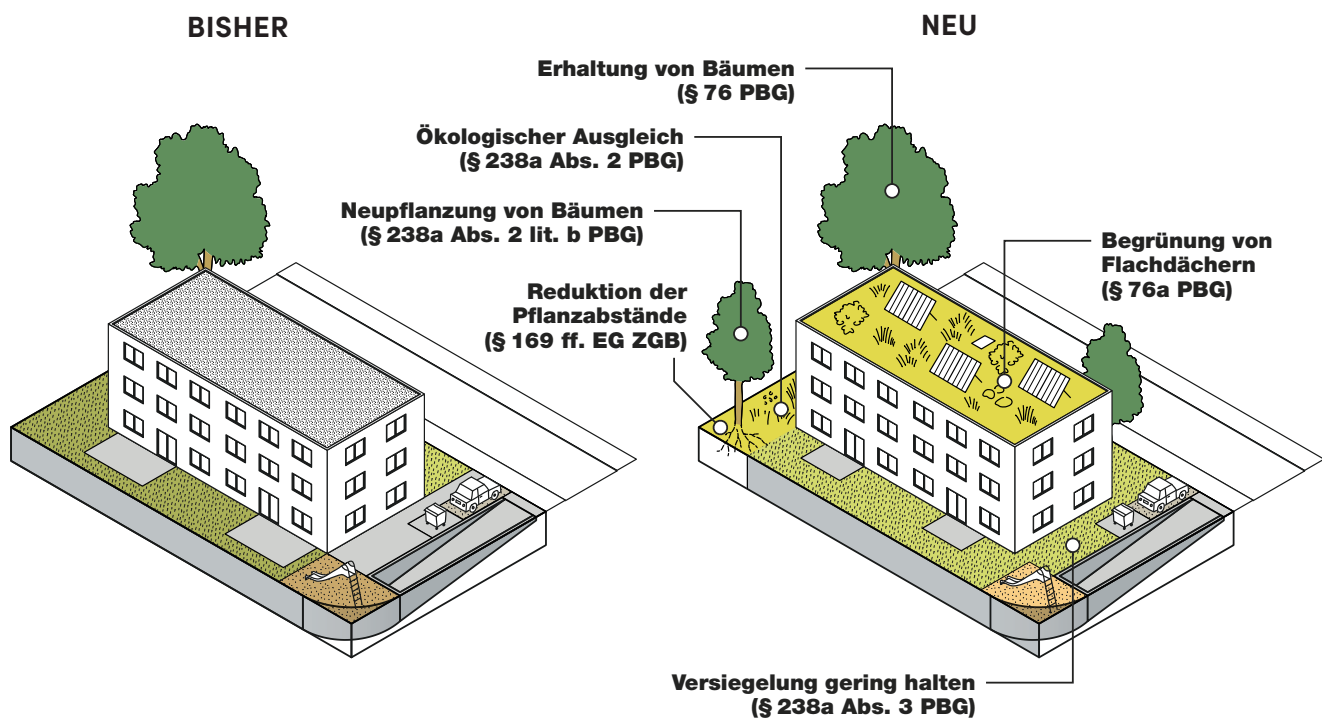 BISHER
NEU
Erhaltung von Bäumen
(§ 76 PBG)
Ökologischer Ausgleich
(§ 238a Abs. 2 PBG)
Neupflanzung von Bäumen
(§ 238a Abs. 2 lit. b PBG)
Reduktion der
Pflanzabstände
(§ 169 ff. EG ZGB)
Begrünung von
Flachdächern
(§ 76a PBG)
Versiegelung gering halten
(§ 238a Abs. 3 PBG)